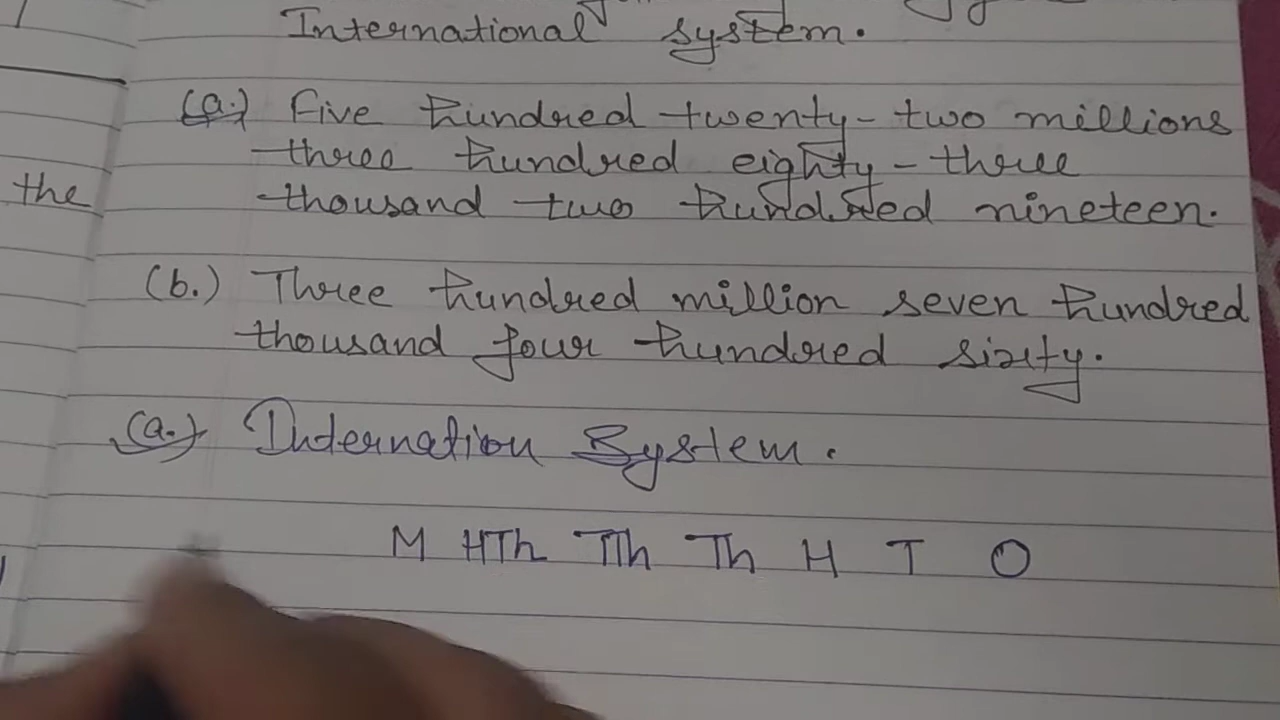 International system.
(a.) Five hundred twenty-two millions
three hundred eighty-three
the
thousand two hundred nineteen.
(b.) Three hundred million seven hundred
thousand four hundred sixty.
(a.) Internation System.
M HTh TTh Th H T O